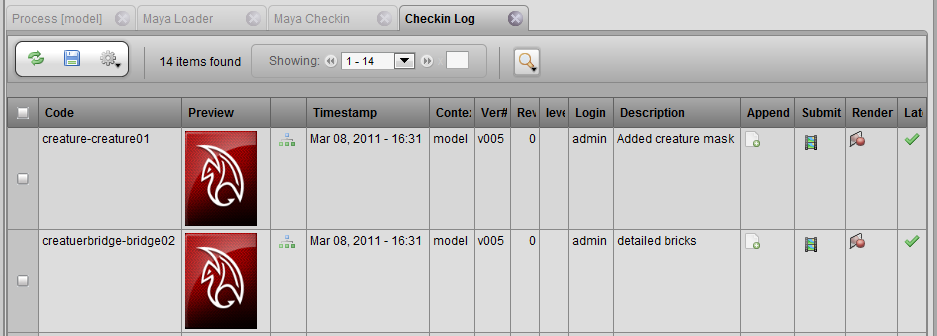 Process [model] Maya Loader Maya Checkin Checkin Log
14 items found Showing: 1 - 14
Code Preview Timestamp Conte: Ver# Rev leve Login Description Append Submit Render Late
creature-creature01 Mar 08, 2011 - 16:31 model v005 0 admin Added creature mask
creatuerbridge-bridge02 Mar 08, 2011 - 16:31 model v005 0 admin detailed bricks